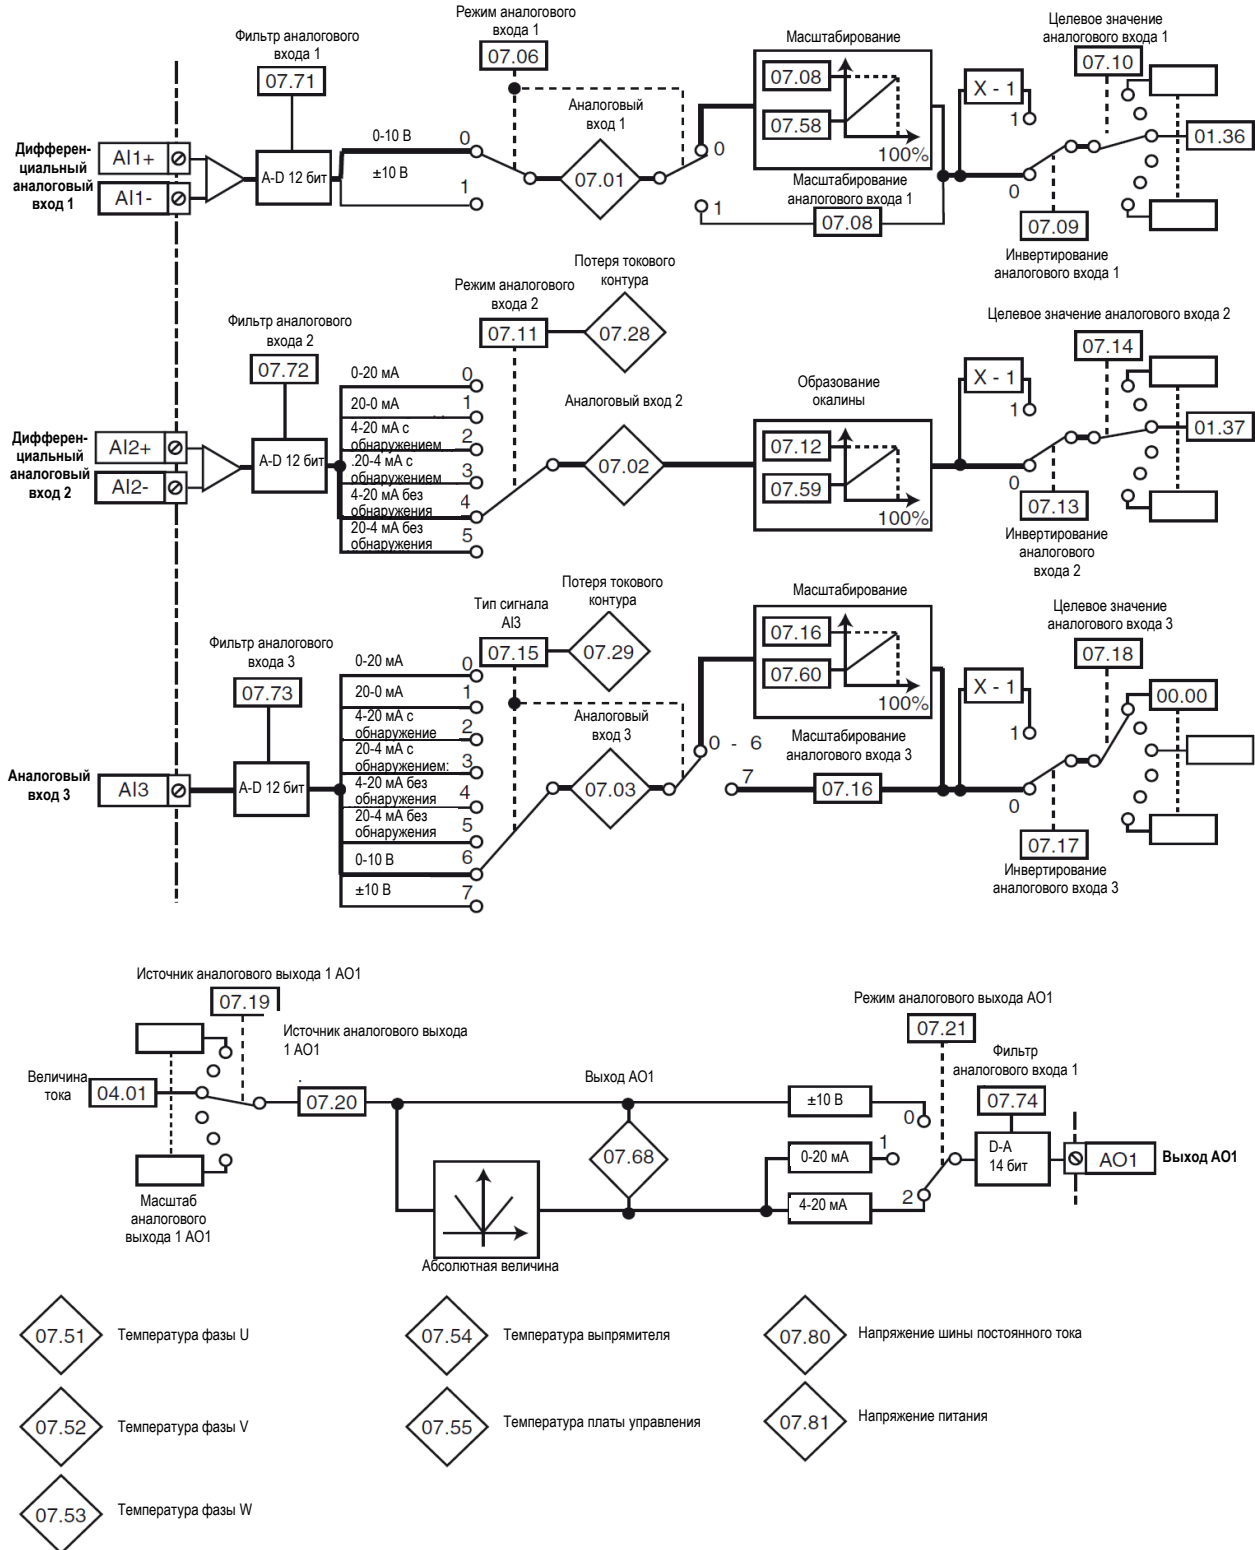 Режим аналогового
входа 1
07.06
Фильтр аналогового
входа 1
07.71
Масштабирование
07.08
07.58
100%
Целевое значение
аналогового входа 1
07.10
X - 1
1
0
01.36
Дифферен-
циальный
аналоговый
вход 1
AI1+
AI1-
A-D 12 бит
0-10 В
±10 В
0
1
Аналоговый
вход 1
07.01
0
1
Масштабирование
аналогового входа 1
07.08
07.09
Инвертирование
аналогового входа 1
Потеря токового
контура
07.28
Режим аналогового
входа 2
07.11
Фильтр аналогового
входа 2
07.72
Целевое значение аналогового входа 2
07.14
Дифферен-
циальный
аналоговый
вход 2
AI2+
AI2-
A-D 12 бит
0-20 мА
0
20-0 мА
1
4-20 мА с
обнаружением
2
.20-4 мА с
обнаружением
3
4-20 мА без
обнаружения
4
20-4 мА без
обнаружения
5
Аналоговый вход 2
07.02
Образование
окалины
07.12
07.59
100%
X - 1
1
0
01.37
07.13
Инвертирование
аналогового
входа 2
Потеря токового
контура
07.29
Тип сигнала
AI3
07.15
Фильтр аналогового
входа 3
07.73
Масштабирование
07.16
07.60
100%
Целевое значение
аналогового входа 3
07.18
Аналоговый
вход 3
AI3
A-D 12 бит
0-20 мА
0
20-0 мА
1
4-20 мА с
обнаружение
2
20-4 мА с
обнаружением:
3
4-20 мА без
обнаружения
4
20-4 мА без
обнаружения
5
0-10 В
6
±10 В
7
Аналоговый
вход 3
07.03
0 - 6
7
Масштабирование
аналогового входа 3
07.16
X - 1
1
0
00.00
07.17
Инвертирование
аналогового входа 3
Источник аналогового выхода 1 AO1
07.19
Источник аналогового выхода
1 AO1
Величина
тока
04.01
07.20
Масштаб
аналогового
выхода 1 AO1
Выход AO1
07.68
Абсолютная величина
Режим аналогового выхода AO1
07.21
±10 В
0
0-20 мА
1
4-20 мА
2
Фильтр
аналогового входа 1
07.74
D-A
14 бит
AO1
Выход AO1
07.51
Температура фазы U
07.54
Температура выпрямителя
07.80
Напряжение шины постоянного тока
07.52
Температура фазы V
07.55
Температура платы управления
07.81
Напряжение питания
07.53
Температура фазы W